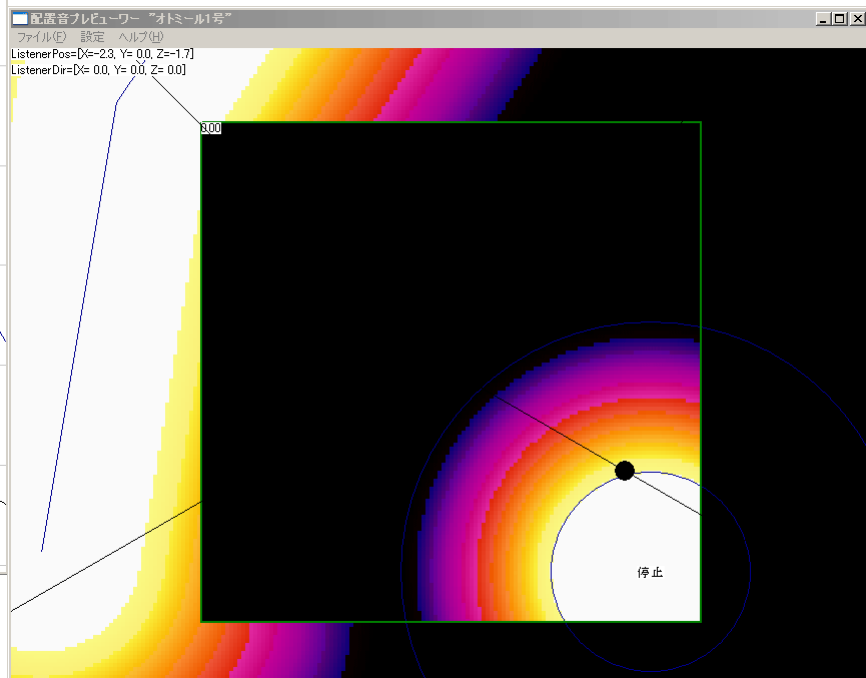 配置音プレビューワー "オトミール1号"
ファイル(F) 設定 ヘルプ(H)
ListenerPos=[X=-2.3, Y= 0.0, Z=-1.7]
ListenerDir=[X= 0.0, Y= 0.0, Z= 0.0]
0.00
停止